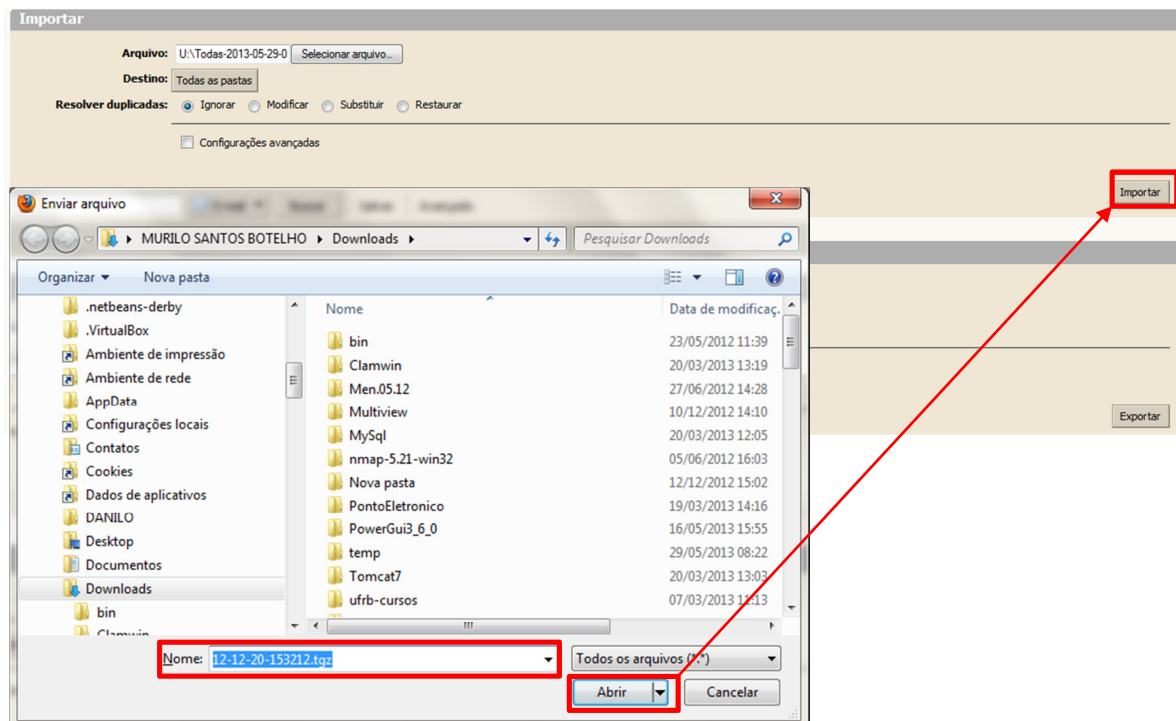 Importar
Arquivo: U:\Todas-2013-05-29-0 Selecionar arquivo...
Destino: Todas as pastas
Resolver duplicadas: Ignorar Modificar Substituir Restaurar
Configurações avançadas
Importar
Enviar arquivo
MURILO SANTOS BOTELHO Downloads Pesquisar Downloads
Organizar Nova pasta
.netbeans-derby
.VirtualBox
Ambiente de impressão
Ambiente de rede
AppData
Configurações locais
Contatos
Cookies
Dados de aplicativos
DANILO
Desktop
Documentos
Downloads
bin
Clamwin
Nome Data de modificaç.
bin 23/05/2012 11:39
Clamwin 20/03/2013 13:19
Men.05.12 27/06/2012 14:28
Multiview 10/12/2012 14:10
MySql 20/03/2013 12:05
nmap-5.21-win32 05/06/2012 16:03
Nova pasta 12/12/2012 15:02
PontoEletronico 19/03/2013 14:16
PowerGui3_6_0 16/05/2013 15:55
temp 29/05/2013 08:22
Tomcat7 20/03/2013 13:03
ufrb-cursos 07/03/2013 11:13
Exportar
Nome: 12-12-20-153212.tgz Todos os arquivos (*.*)
Abrir Cancelar